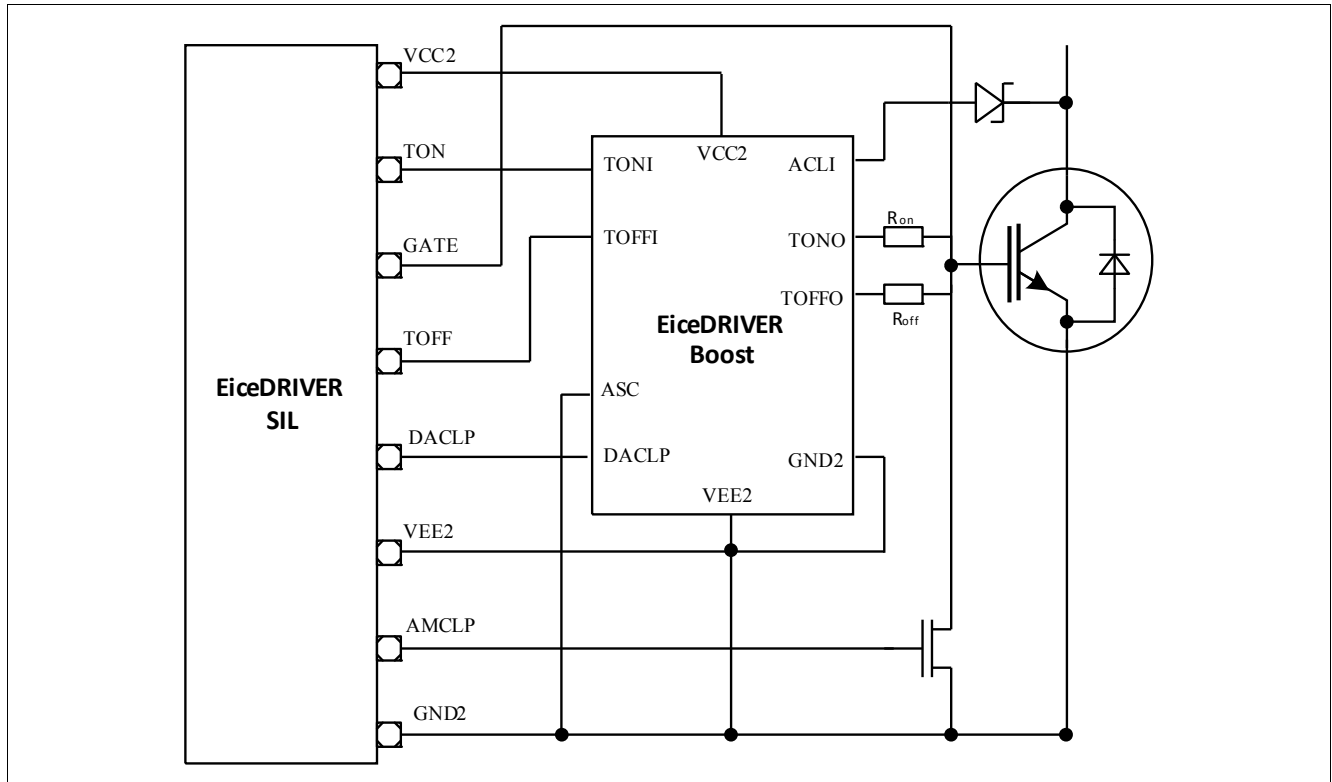 VCC2
TON
GATE
TOFF
DACLP
VEE2
AMCLP
GND2
EiceDRIVER
SIL
VCC2
TONI
ACLI
TOFFI
TONO
TOFFO
EiceDRIVER
Boost
ASC
DACLP
GND2
VEE2
Ron
Roff